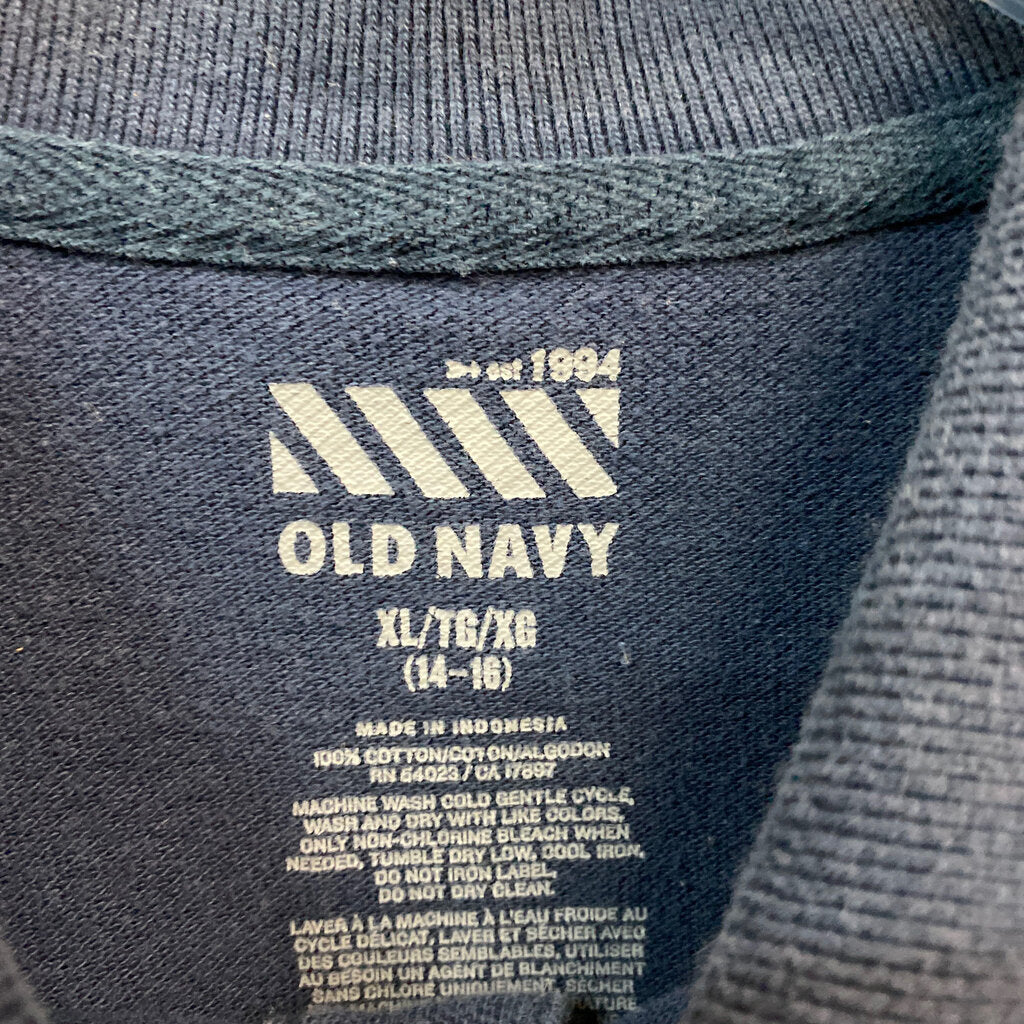 est 1994
OLD NAVY
XL/TG/XG
(14-16)
MADE IN INDONESIA
100% COTTON/COTON/ALGODON
RN 54023 / CA 17897
MACHINE WASH COLD GENTLE CYCLE,
WASH AND DRY WITH LIKE COLORS,
ONLY NON-CHLORINE BLEACH WHEN
NEEDED, TUMBLE DRY LOW, COOL IRON,
DO NOT IRON LABEL,
DO NOT DRY CLEAN.
LAVER À LA MACHINE À L'EAU FROIDE AU
CYCLE DÉLICAT, LAVER ET SÉCHER AVEC
DES COULEURS SEMBLABLES, UTILISER
AU BESOIN UN AGENT DE BLANCHIMENT
SANS CHLORE UNIQUEMENT, SÉCHER